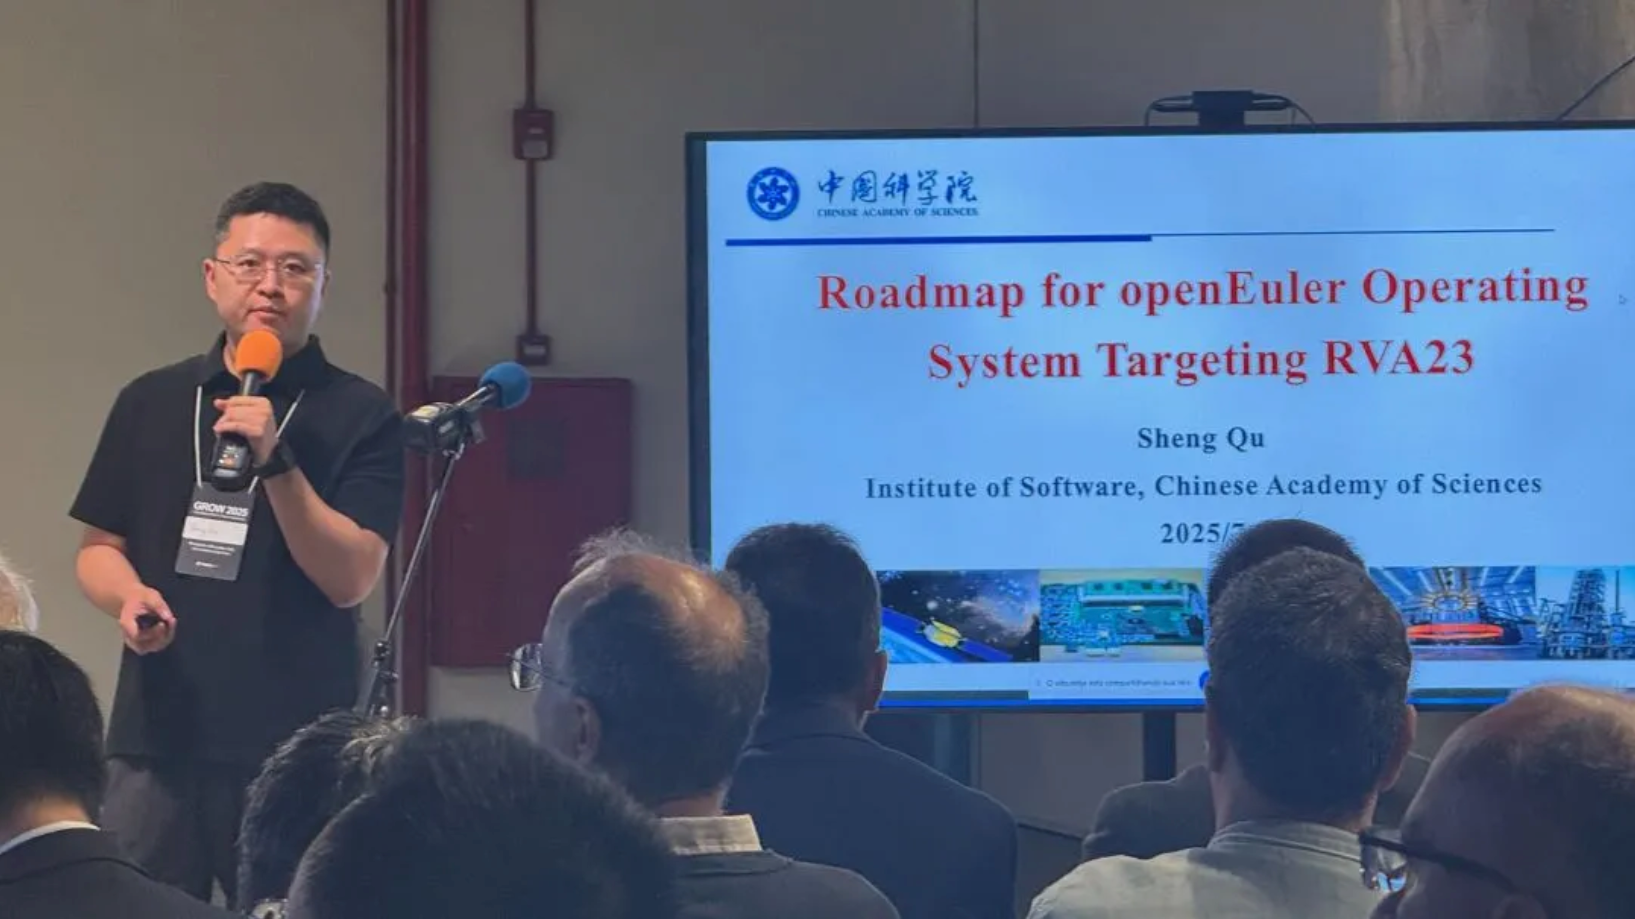 中国科学院
CHINESE ACADEMY OF SCIENCES
Roadmap for openEuler Operating
System Targeting RVA23
Sheng Qu
Institute of Software, Chinese Academy of Sciences
2025/7
GROW 2025